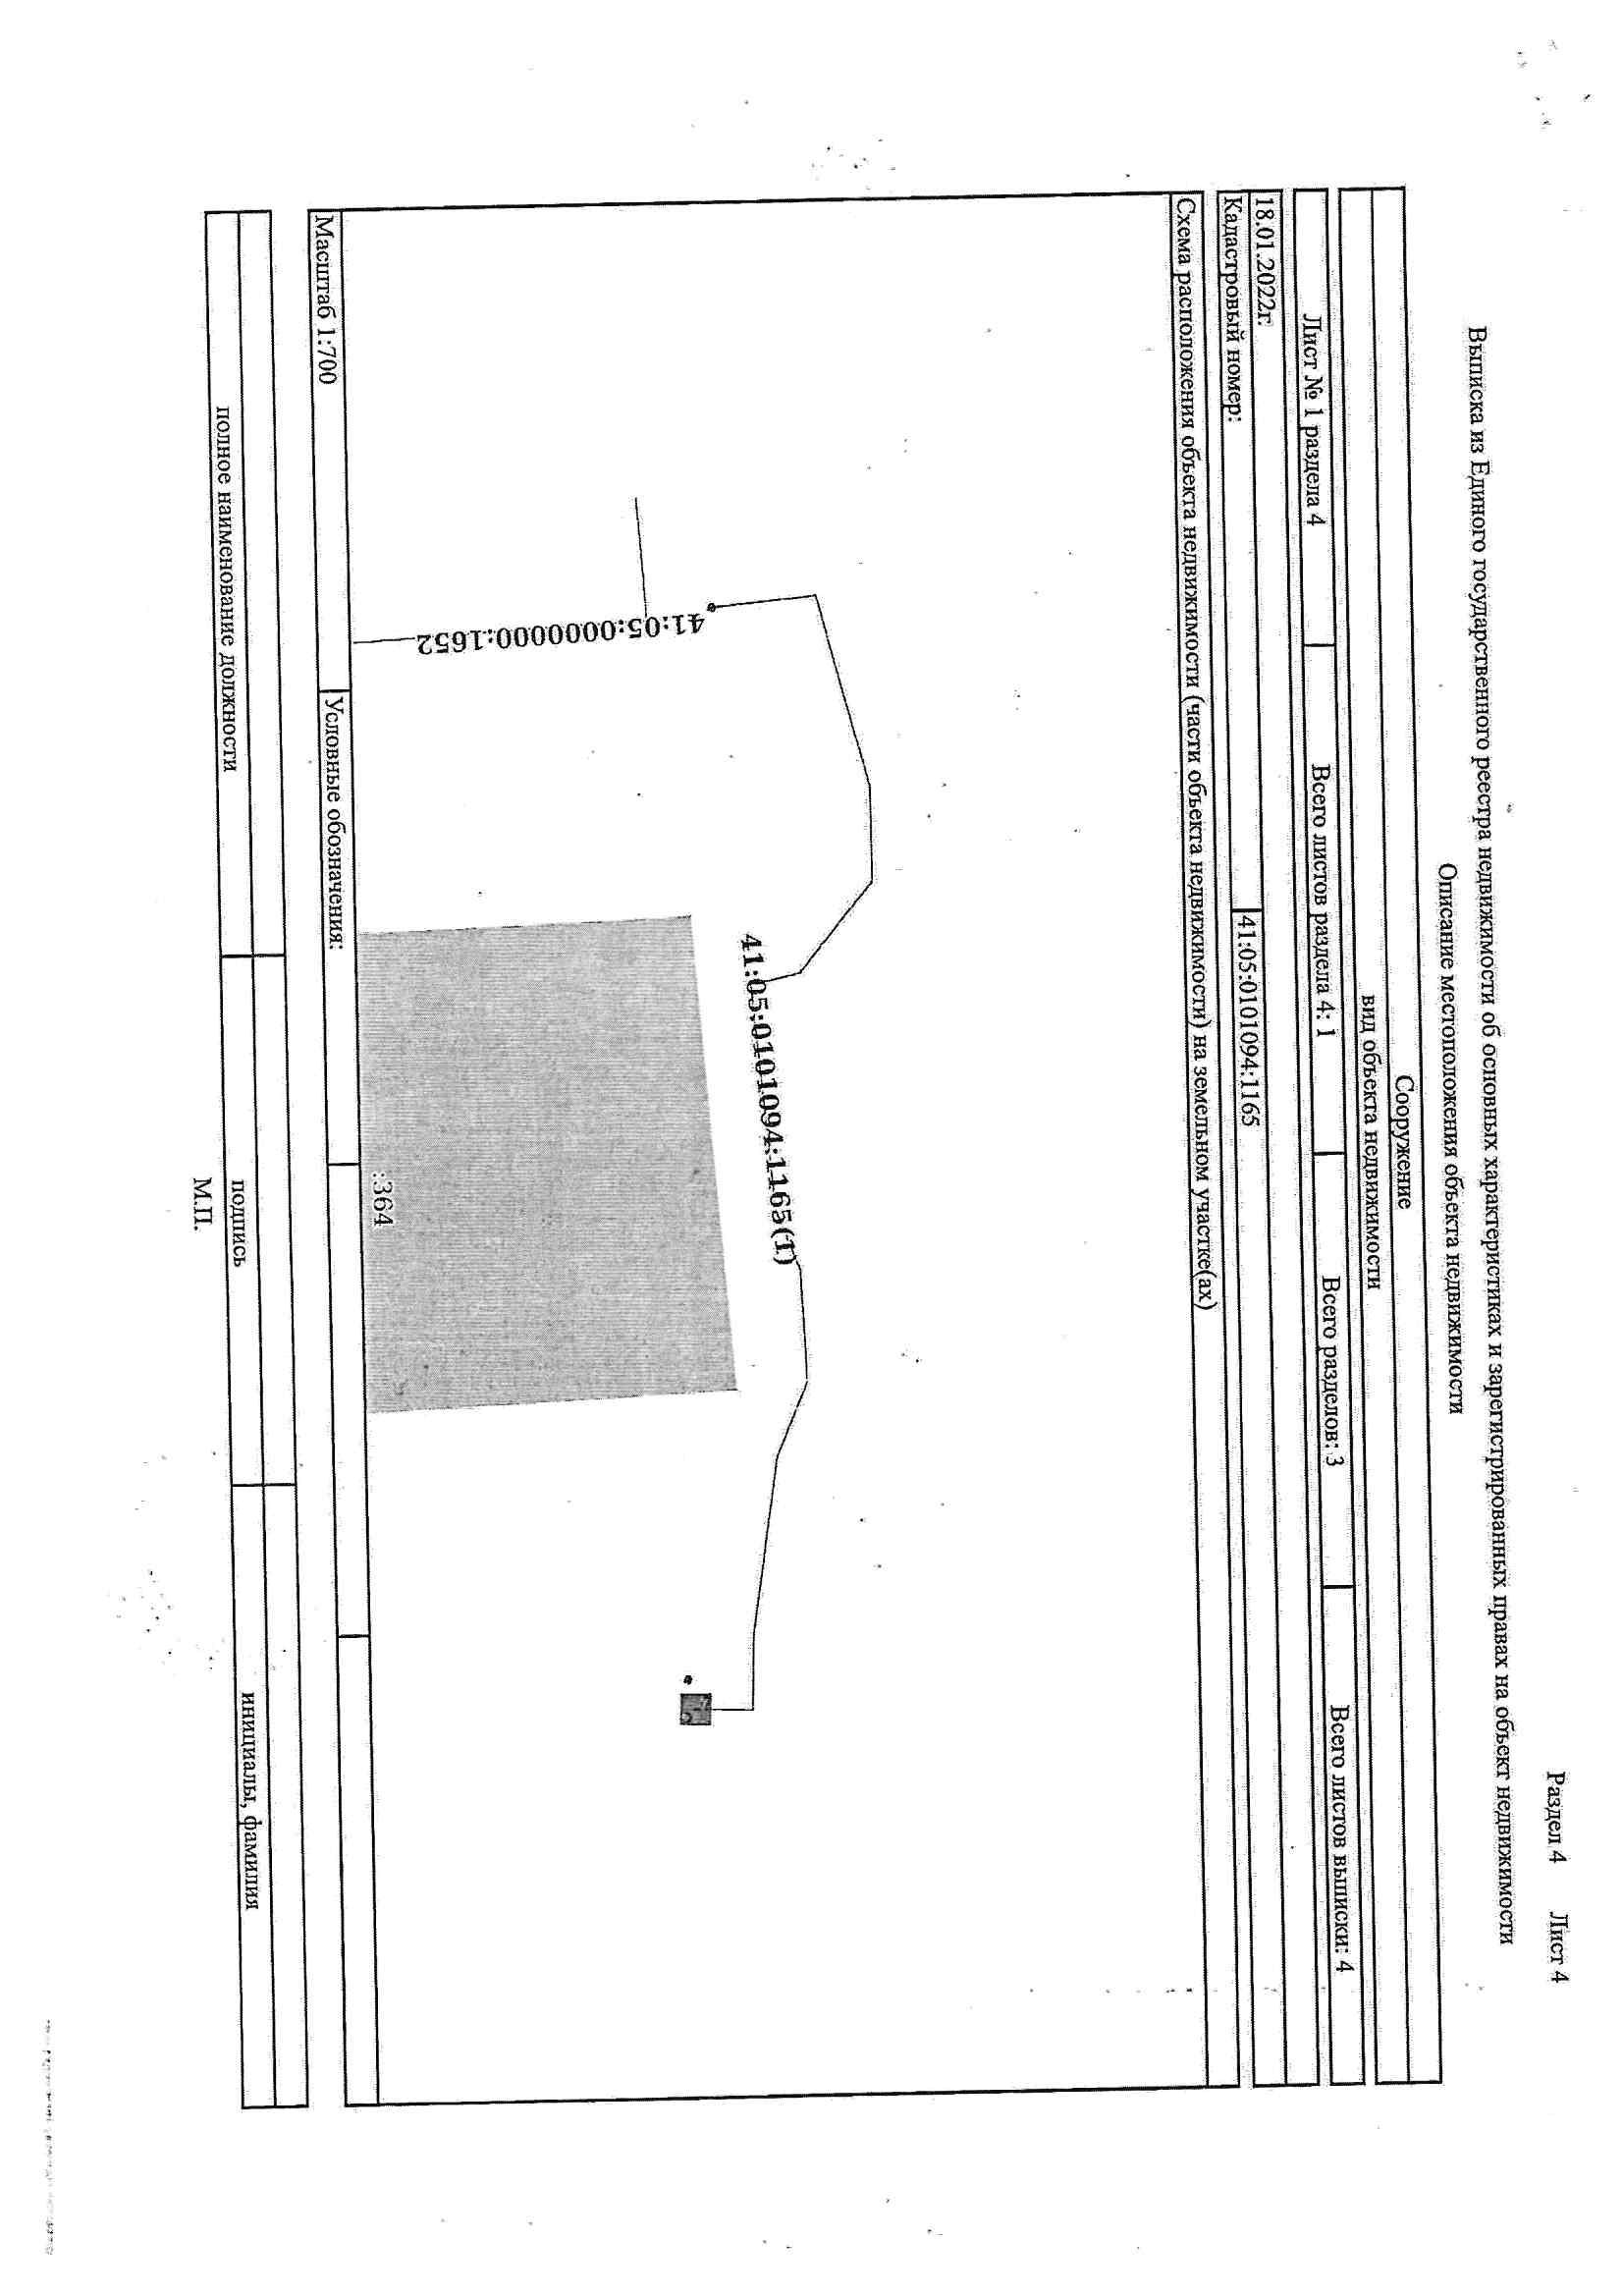 Раздел 4 Лист 4
Выписка из Единого государственного реестра недвижимости об основных характеристиках и зарегистрированных правах на объект недвижимости
Описание местоположения объекта недвижимости
Сооружение
вид объекта недвижимости
Лист № 1 раздела 4 Всего листов раздела 4: 1 Всего разделов: 3 Всего листов выписки: 4
18.01.2022г.
Кадастровый номер: 41:05:0101094:1165
Схема расположения объекта недвижимости (части объекта недвижимости) на земельном участке(ах)
41:05:0101094:1165(1)
41:05:0000000:1652
:364
Масштаб 1:700 Условные обозначения:
полное наименование должности подпись инициалы, фамилия
М.П.